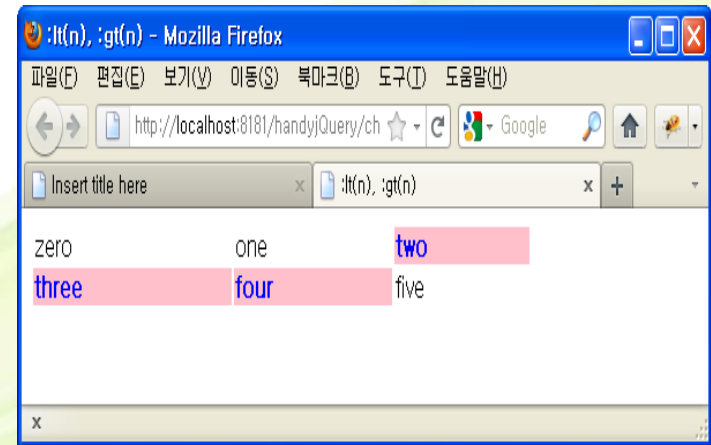 :lt(n), :gt(n) - Mozilla Firefox
파일(F) 편집(E) 보기(V) 이동(S) 북마크(B) 도구(T) 도움말(H)
http://localhost:8181/handyjQuery/ch Google
Insert title here x :lt(n), :gt(n) x +
zero one two
three four five
x